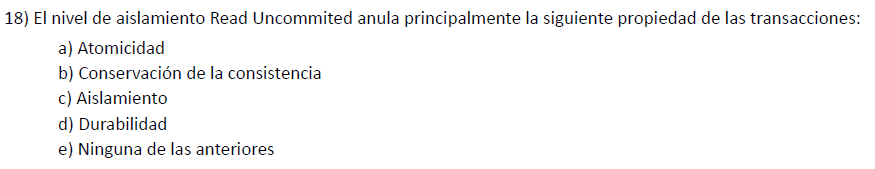 18) El nivel de aislamiento Read Uncommited anula principalmente la siguiente propiedad de las transacciones:
a) Atomicidad
b) Conservación de la consistencia
c) Aislamiento
d) Durabilidad
e) Ninguna de las anteriores